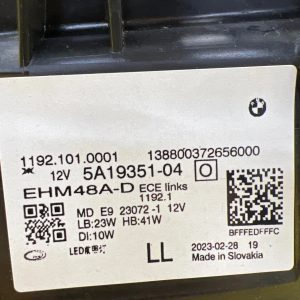 1192.101.0001 138800372656000
12V 5A19351-04 O
EHM48A-D ECE links
1192.1
MD E9 23072-1 12V
LB:23W HB:41W
DI:10W
BFFFEDFFFC
LED
LL
2023-02-28 19
Made in Slovakia